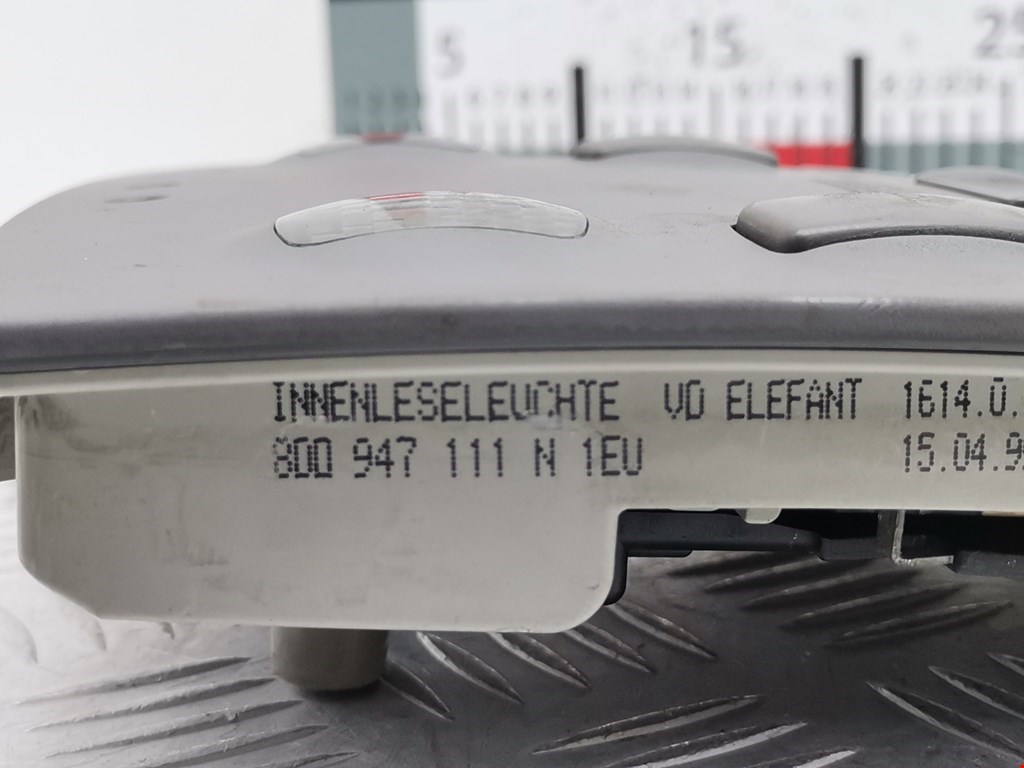 5 15 25
INNENLESELEUCHTE VD ELEFANT 1614.0.
8D0 947 111 N 1EU 15.04.9